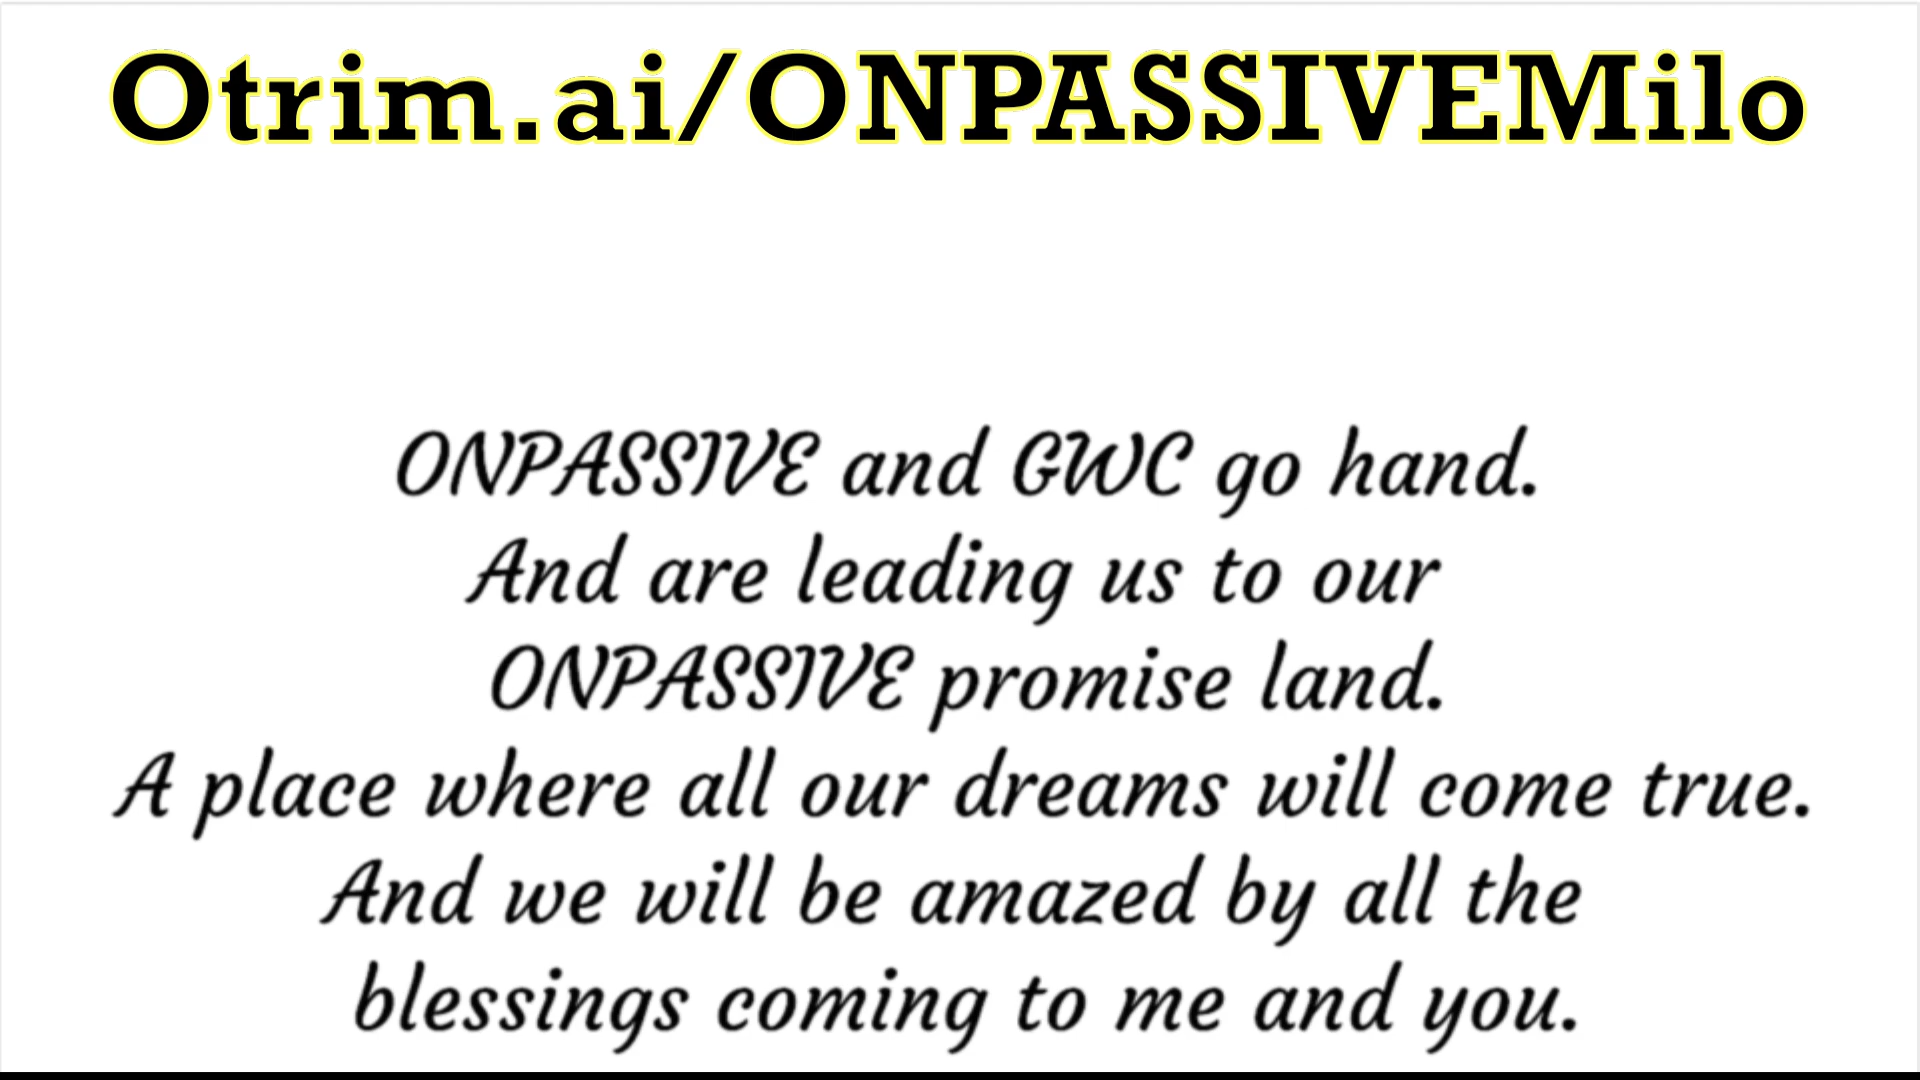 Otrim.ai/ONPASSIVEMilo
ONPASSIVE and GWC go hand.
And are leading us to our
ONPASSIVE promise land.
A place where all our dreams will come true.
And we will be amazed by all the
blessings coming to me and you.